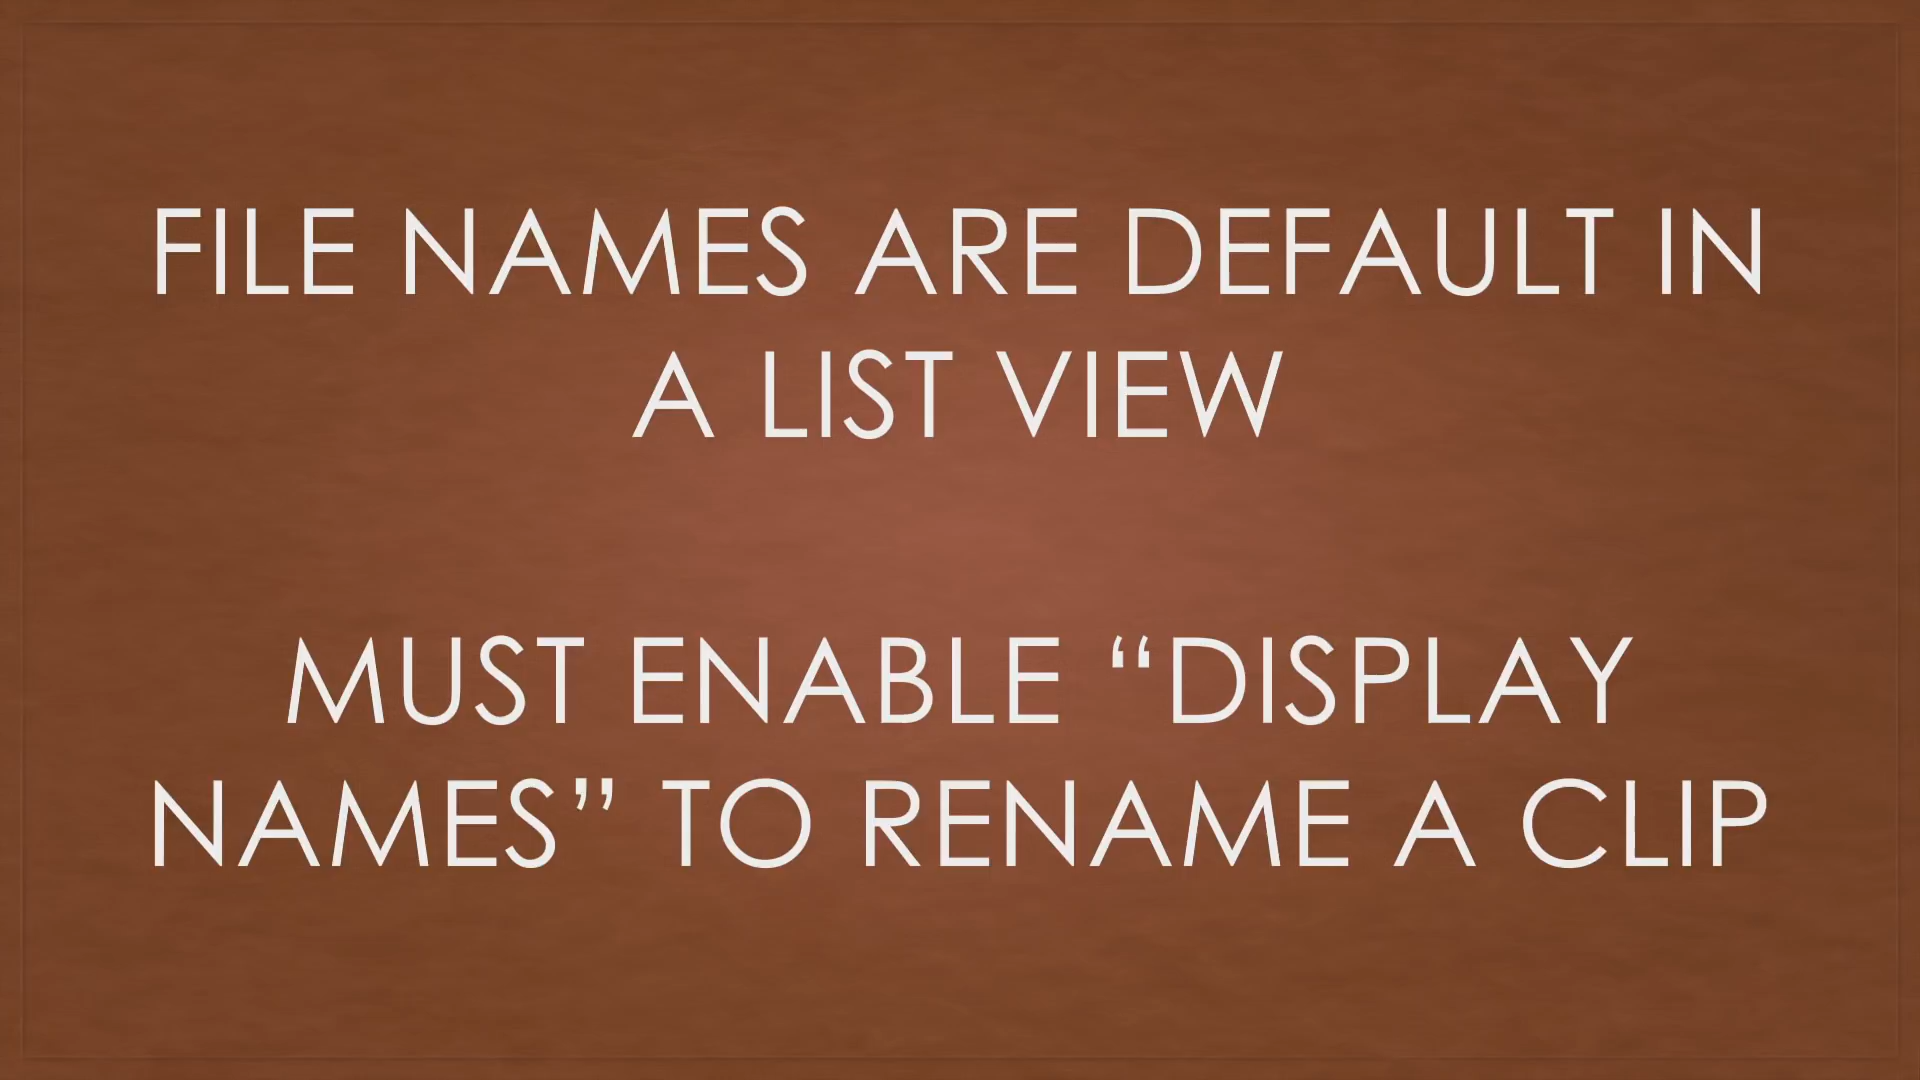 FILE NAMES ARE DEFAULT IN
A LIST VIEW
MUST ENABLE “DISPLAY
NAMES” TO RENAME A CLIP